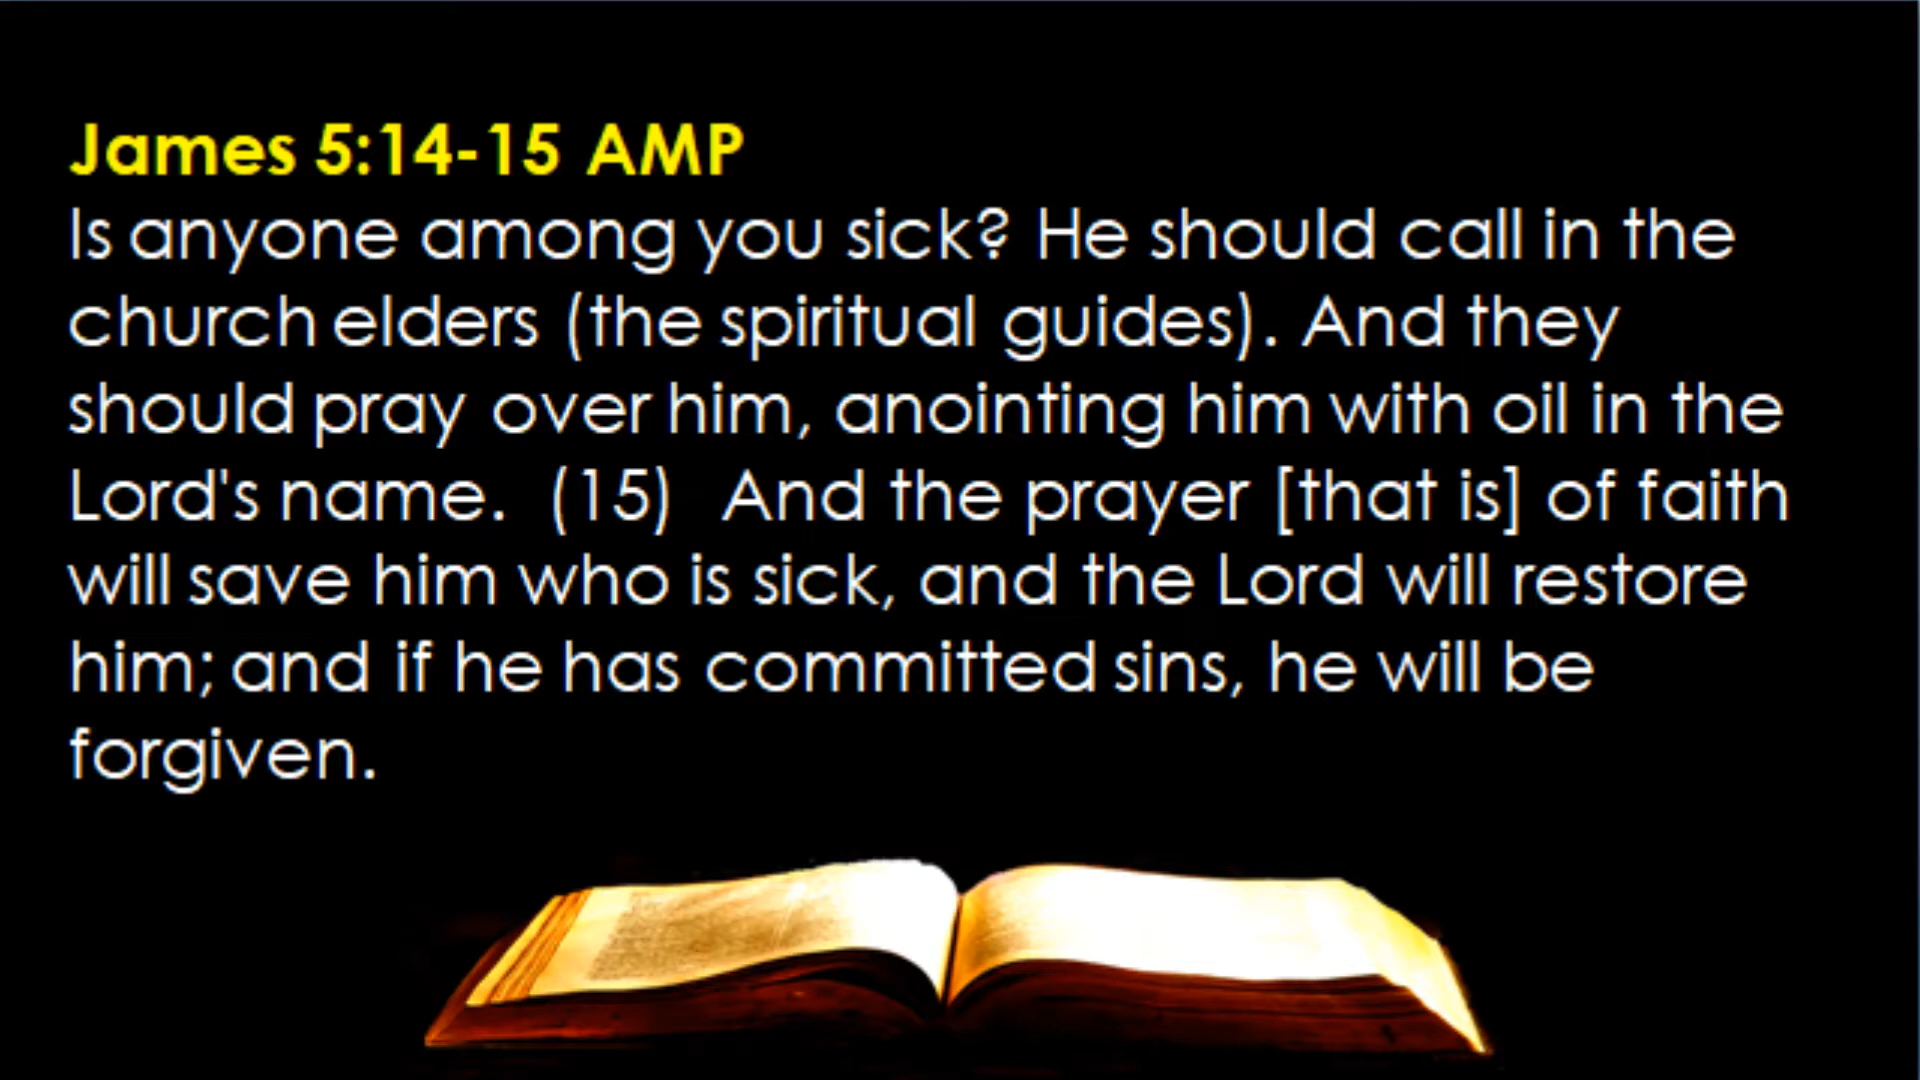 James 5:14-15 AMP
Is anyone among you sick? He should call in the
church elders (the spiritual guides). And they
should pray over him, anointing him with oil in the
Lord's name.  (15)  And the prayer [that is] of faith
will save him who is sick, and the Lord will restore
him; and if he has committed sins, he will be
forgiven.